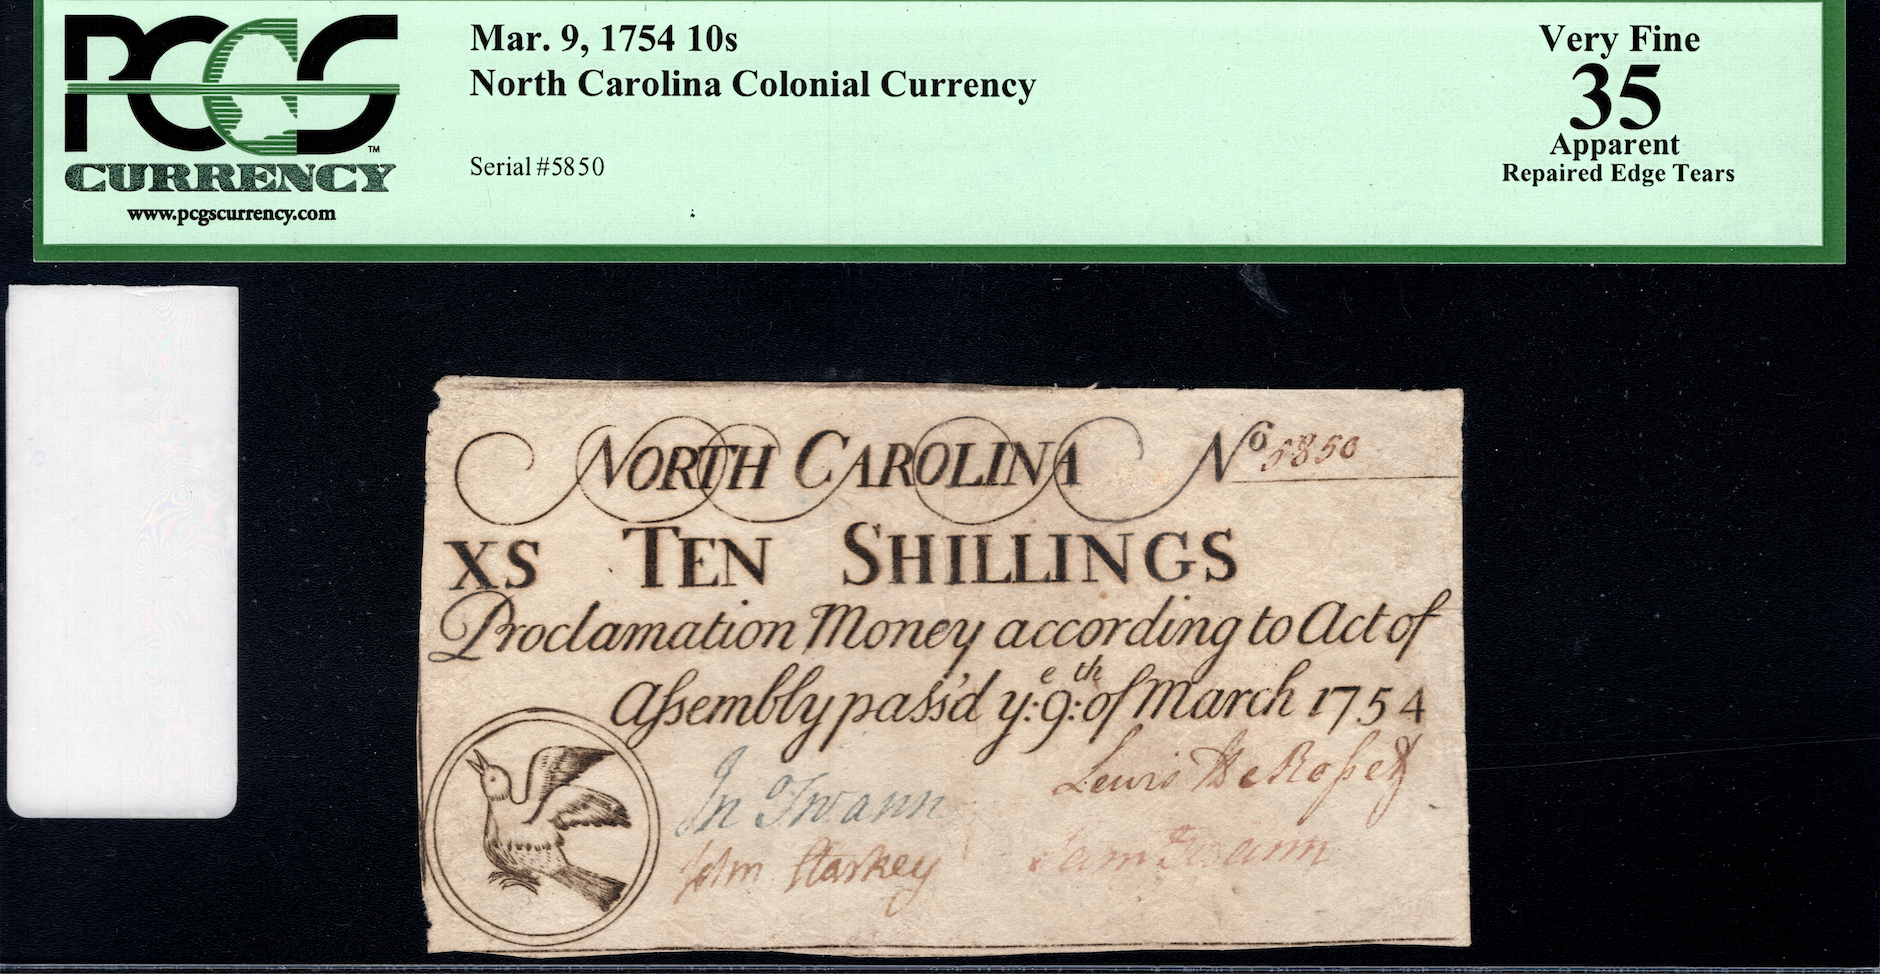 PCGS
CURRENCY
TM
www.pcgscurrency.com
Mar. 9, 1754 10s
North Carolina Colonial Currency
Serial #5850
Very Fine
35
Apparent
Repaired Edge Tears
NORTH CAROLINA No 5850
XS TEN SHILLINGS
Proclamation Money according to Act of
Aſsembly paſs'd ye: 9th: of March 1754
Jn Swann
Lewis De Roſset
John Starkey
Sam Swann